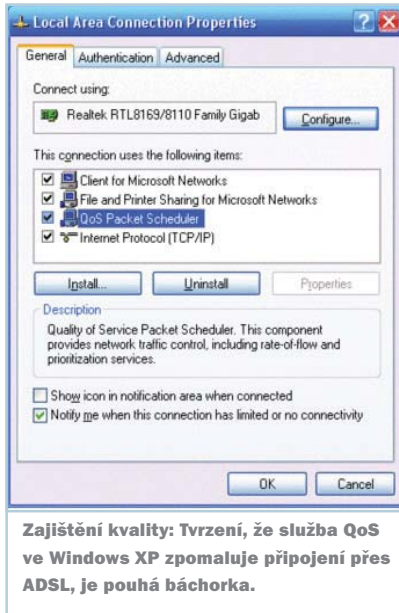 Local Area Connection Properties
General Authentication Advanced
Connect using:
Realtek RTL8169/8110 Family Gigab
Configure...
This connection uses the following items:
Client for Microsoft Networks
File and Printer Sharing for Microsoft Networks
QoS Packet Scheduler
Internet Protocol (TCP/IP)
Install... Uninstall Properties
Description
Quality of Service Packet Scheduler. This component
provides network traffic control, including rate-of-flow and
prioritization services.
Show icon in notification area when connected
Notify me when this connection has limited or no connectivity
OK Cancel
Zajištění kvality: Tvrzení, že služba QoS
ve Windows XP zpomaluje připojení přes
ADSL, je pouhá báchorka.